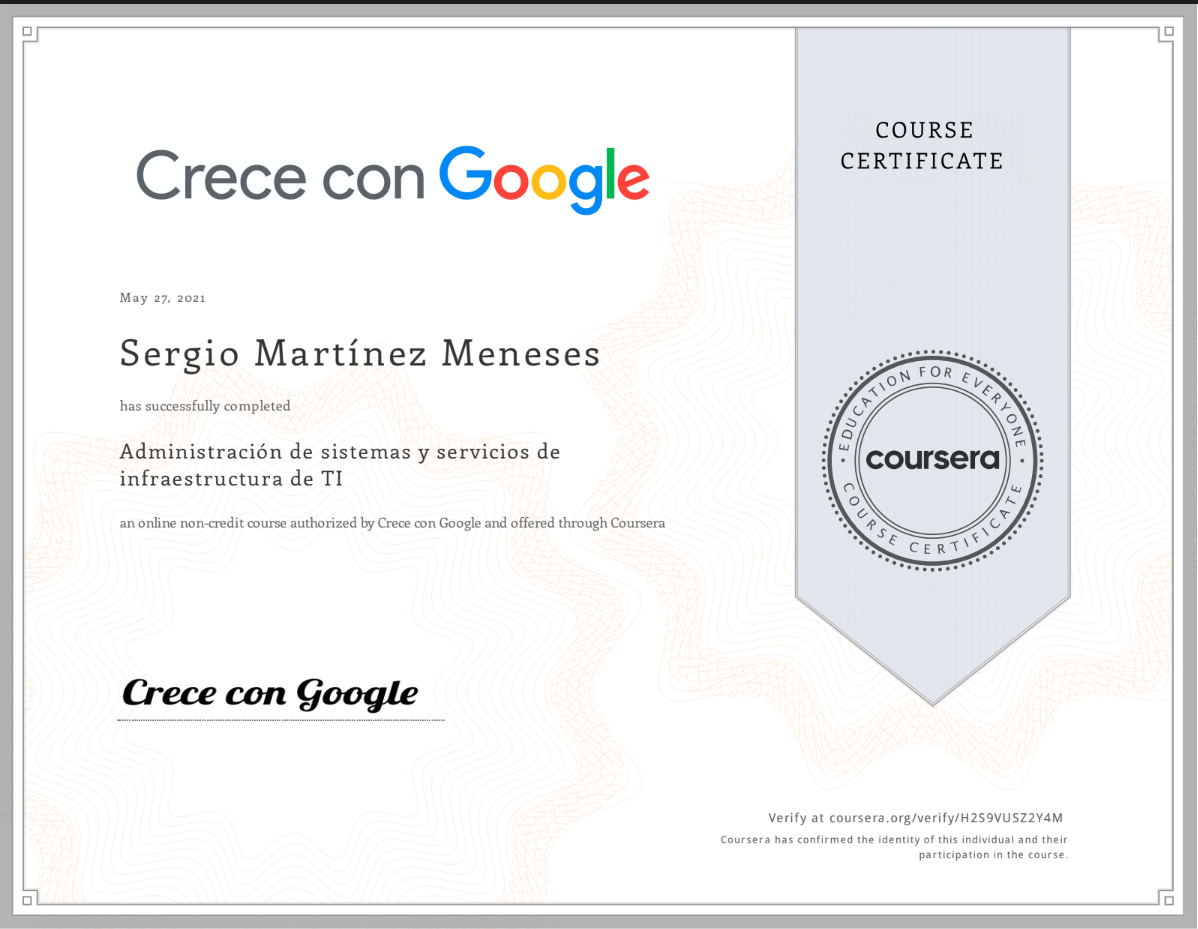 Crece con Google
COURSE
CERTIFICATE
May 27, 2021
Sergio Martínez Meneses
has successfully completed
Administración de sistemas y servicios de
infraestructura de TI
an online non-credit course authorized by Crece con Google and offered through Coursera
EDUCATION FOR EVERYONE
coursera
COURSE CERTIFICATE
Crece con Google
Verify at coursera.org/verify/H2S9VUSZ2Y4M
Coursera has confirmed the identity of this individual and their
participation in the course.